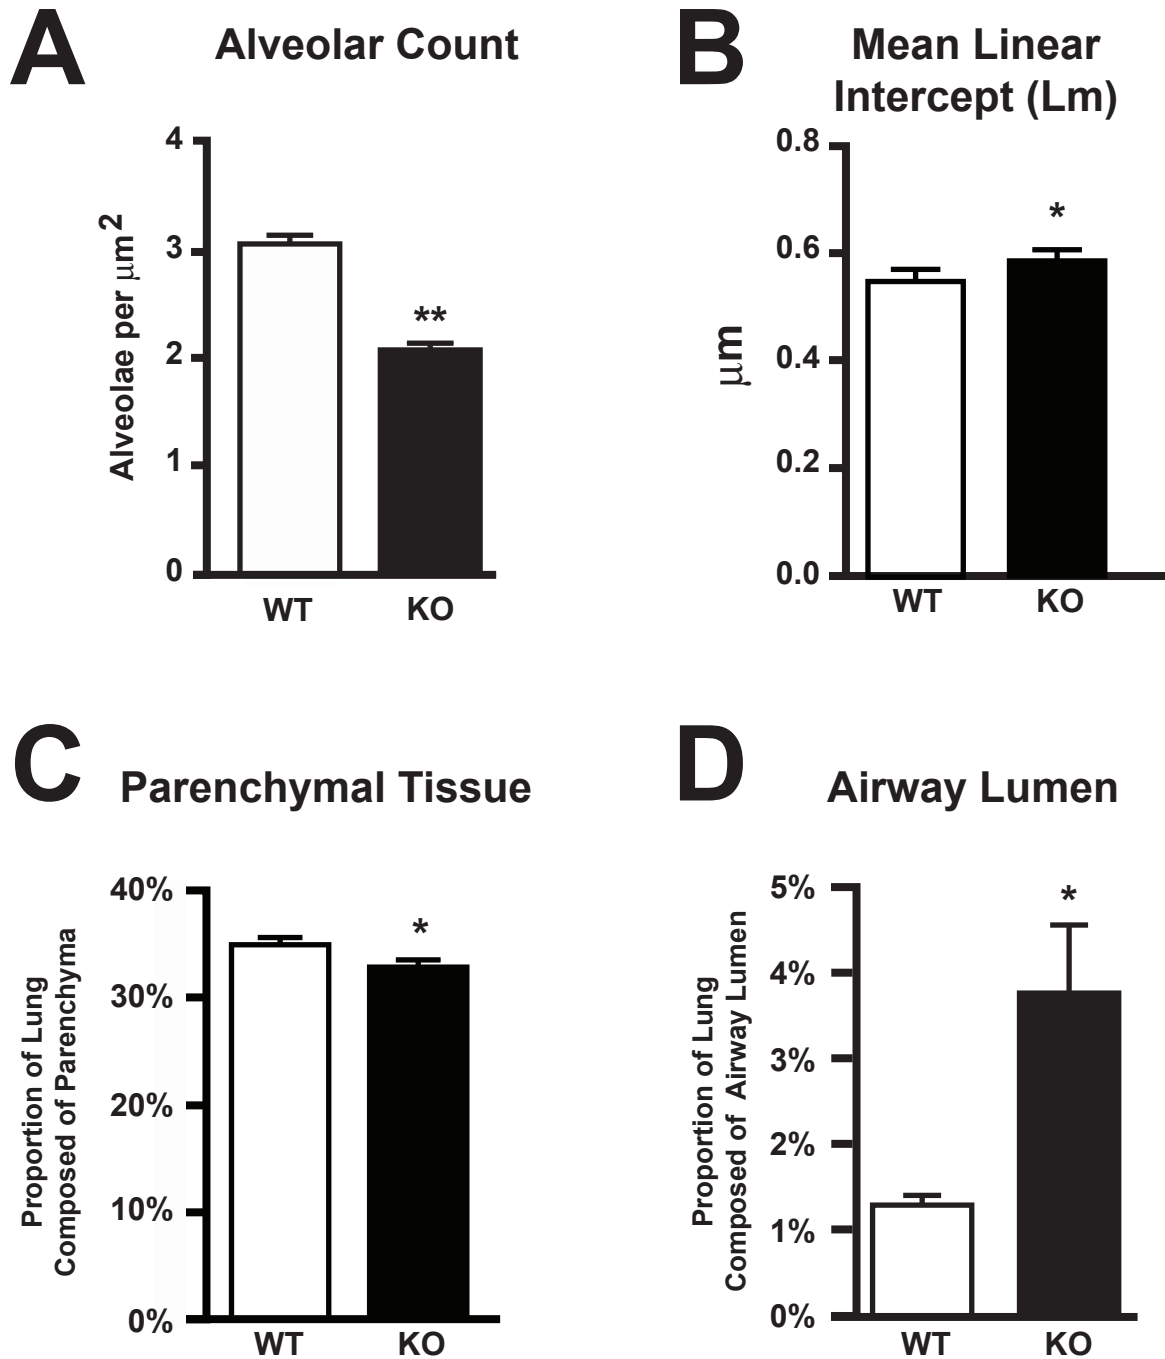 A
Alveolar Count
Alveolae per μm2
4
3
2
1
0
**
WT
KO
B
Mean Linear
Intercept (Lm)
μm
0.8
0.6
0.4
0.2
0.0
*
WT
KO
C
Parenchymal Tissue
Proportion of Lung
Composed of Parenchyma
40%
30%
20%
10%
0%
*
WT
KO
D
Airway Lumen
Proportion of Lung
Composed of Airway Lumen
5%
4%
3%
2%
1%
0%
*
WT
KO